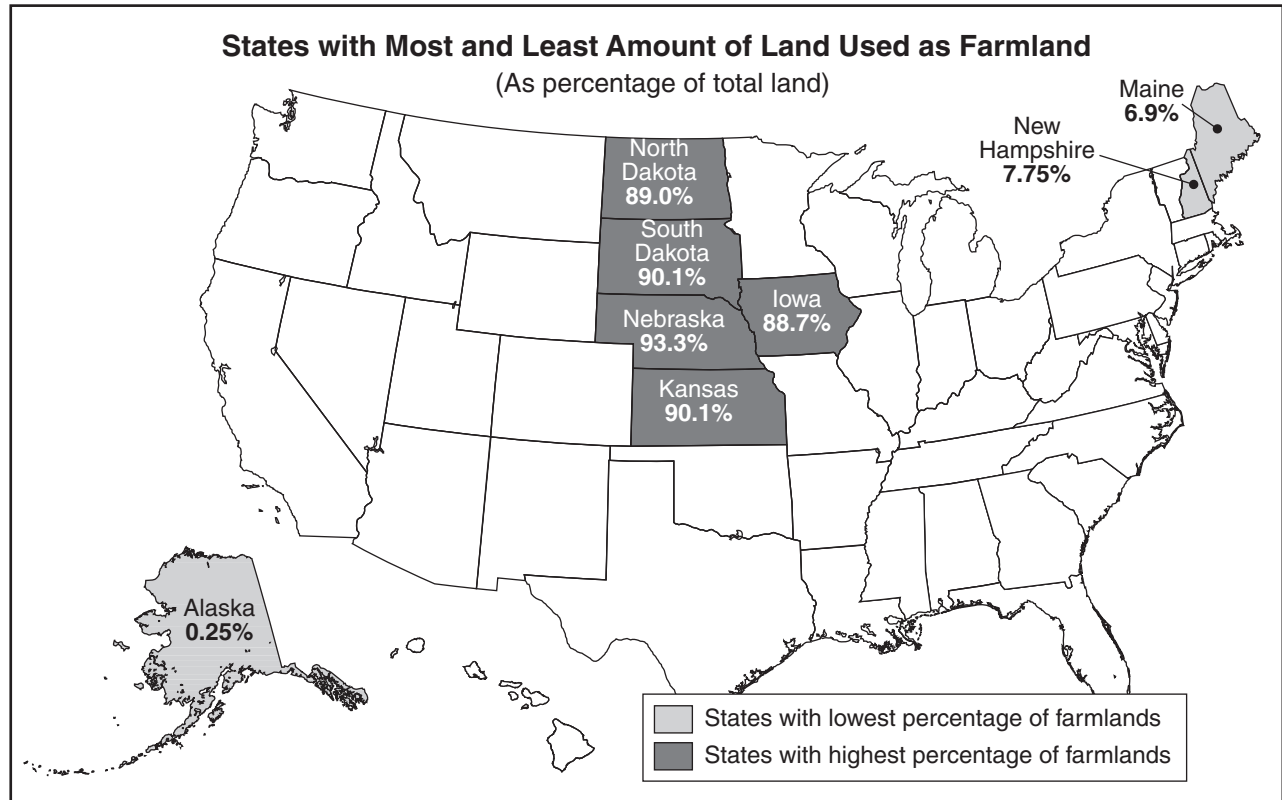 States with Most and Least Amount of Land Used as Farmland
(As percentage of total land)
Maine
6.9%
New
Hampshire
7.75%
North
Dakota
89.0%
South
Dakota
90.1%
Iowa
88.7%
Nebraska
93.3%
Kansas
90.1%
Alaska
0.25%
States with lowest percentage of farmlands
States with highest percentage of farmlands